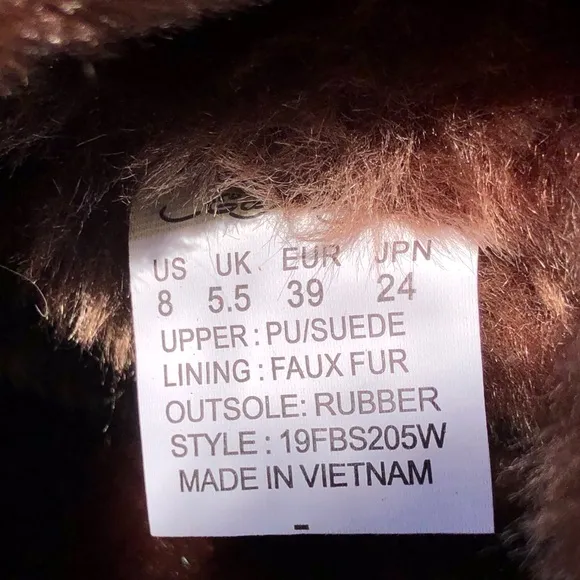 US UK EUR JPN
8 5.5 39 24
UPPER : PU/SUEDE
LINING : FAUX FUR
OUTSOLE: RUBBER
STYLE : 19FBS205W
MADE IN VIETNAM